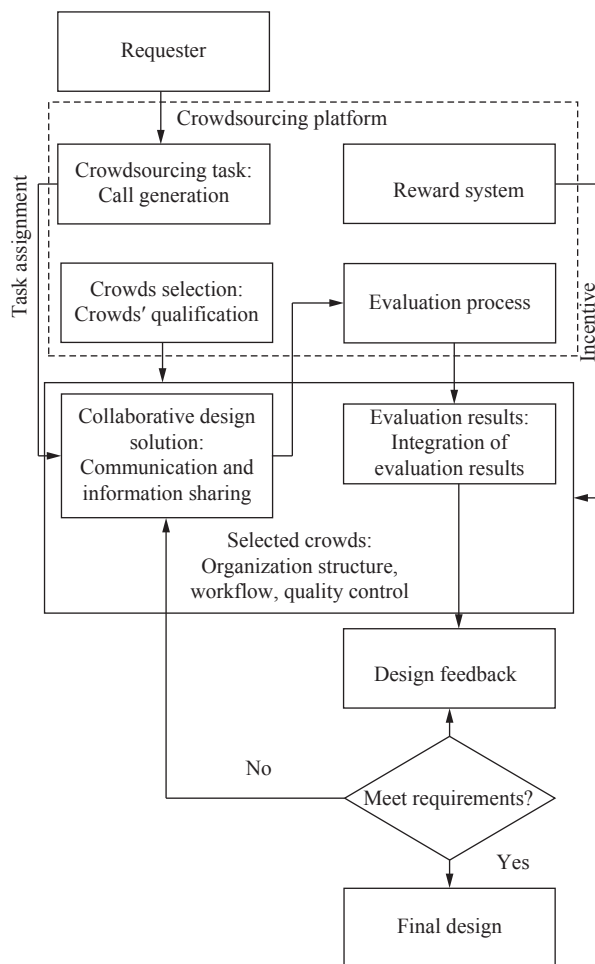 Requester
Crowdsourcing platform
Crowdsourcing task:
Call generation
Reward system
Task assignment
Crowds selection:
Crowds′ qualification
Evaluation process
Incentive
Collaborative design
solution:
Communication and
information sharing
Evaluation results:
Integration of
evaluation results
Selected crowds:
Organization structure,
workflow, quality control
Design feedback
No
Meet requirements?
Yes
Final design